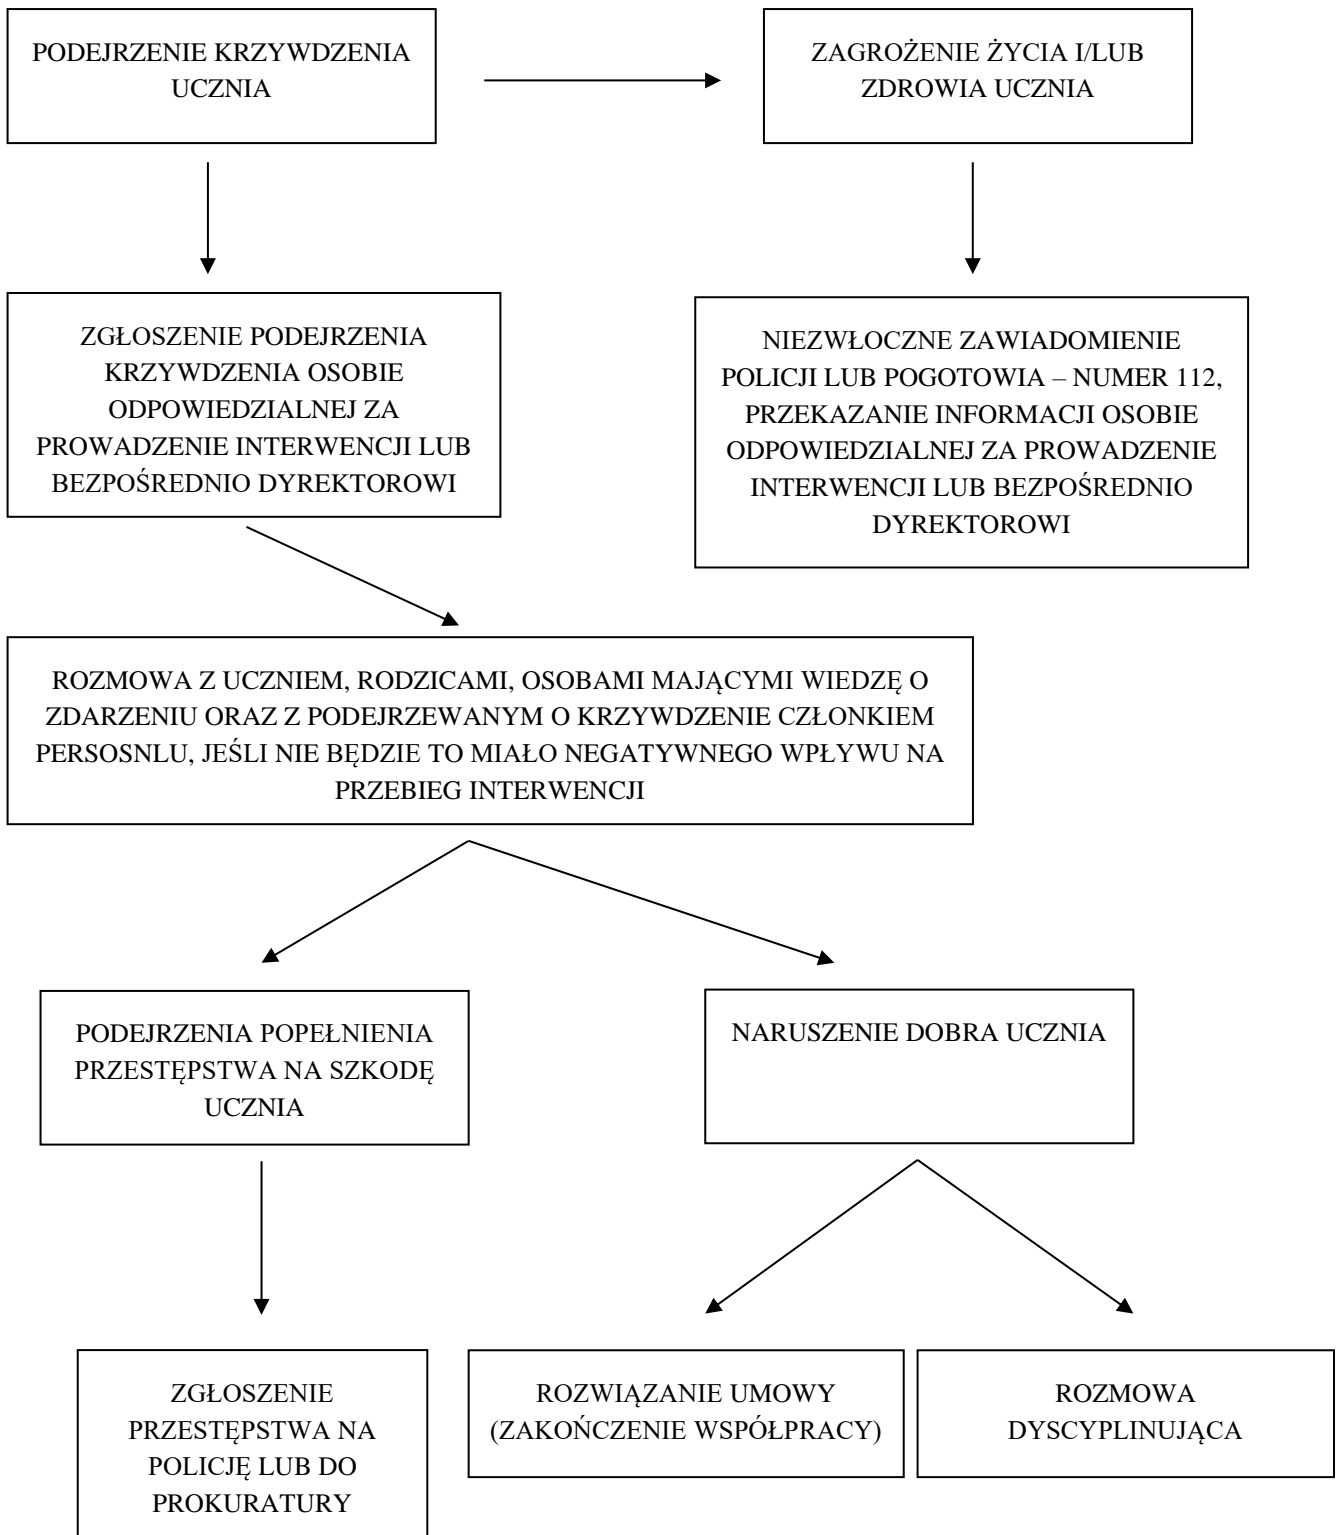 PODEJRZENIE KRZYWDZENIA
UCZNIA
ZAGROŻENIE ŻYCIA I/LUB
ZDROWIA UCZNIA
ZGŁOSZENIE PODEJRZENIA
KRZYWDZENIA OSOBIE
ODPOWIEDZIALNEJ ZA
PROWADZENIE INTERWENCJI LUB
BEZPOŚREDNIO DYREKTOROWI
NIEZWŁOCZNE ZAWIADOMIENIE
POLICJI LUB POGOTOWIA – NUMER 112,
PRZEKAZANIE INFORMACJI OSOBIE
ODPOWIEDZIALNEJ ZA PROWADZENIE
INTERWENCJI LUB BEZPOŚREDNIO
DYREKTOROWI
ROZMOWA Z UCZNIEM, RODZICAMI, OSOBAMI MAJĄCYMI WIEDZĘ O
ZDARZENIU ORAZ Z PODEJRZEWANYM O KRZYWDZENIE CZŁONKIEM
PERSOSNLU, JEŚLI NIE BĘDZIE TO MIAŁO NEGATYWNEGO WPŁYWU NA
PRZEBIEG INTERWENCJI
PODEJRZENIA POPEŁNIENIA
PRZESTĘPSTWA NA SZKODĘ
UCZNIA
NARUSZENIE DOBRA UCZNIA
ZGŁOSZENIE
PRZESTĘPSTWA NA
POLICJĘ LUB DO
PROKURATURY
ROZWIĄZANIE UMOWY
(ZAKOŃCZENIE WSPÓŁPRACY)
ROZMOWA
DYSCYPLINUJĄCA